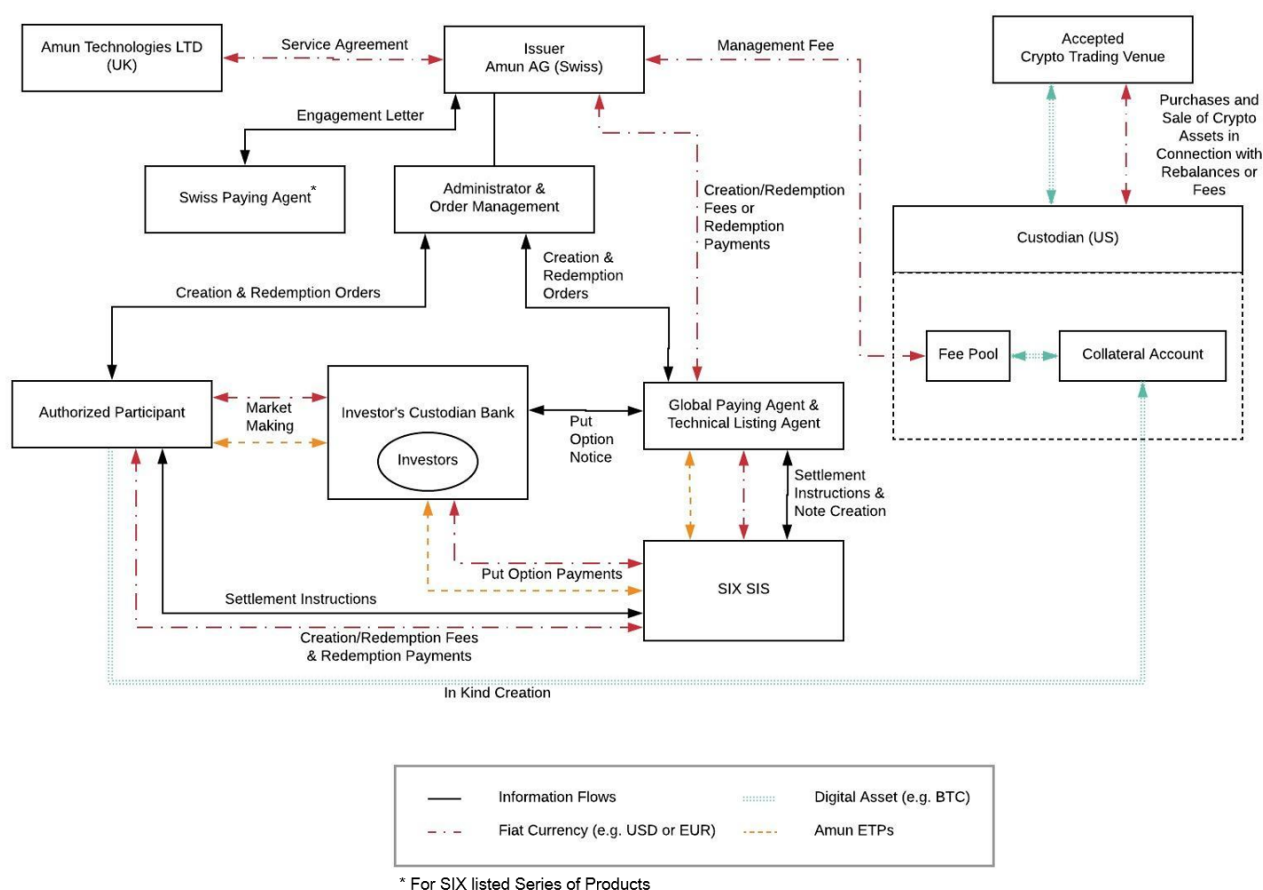 Amun Technologies LTD
(UK)
Service Agreement
Issuer
Amun AG (Swiss)
Management Fee
Accepted
Crypto Trading Venue
Engagement Letter
Purchases and
Sale of Crypto
Assets in
Connection with
Rebalances or
Fees
Swiss Paying Agent*
Administrator &
Order Management
Creation/Redemption
Fees or
Redemption
Payments
Custodian (US)
Creation &
Redemption
Orders
Creation & Redemption Orders
Fee Pool
Collateral Account
Authorized Participant
Market
Making
Investor's Custodian Bank
Investors
Put
Option
Notice
Global Paying Agent &
Technical Listing Agent
Settlement
Instructions &
Note Creation
Put Option Payments
SIX SIS
Settlement Instructions
Creation/Redemption Fees
& Redemption Payments
In Kind Creation
Information Flows
Digital Asset (e.g. BTC)
Fiat Currency (e.g. USD or EUR)
Amun ETPs
* For SIX listed Series of Products